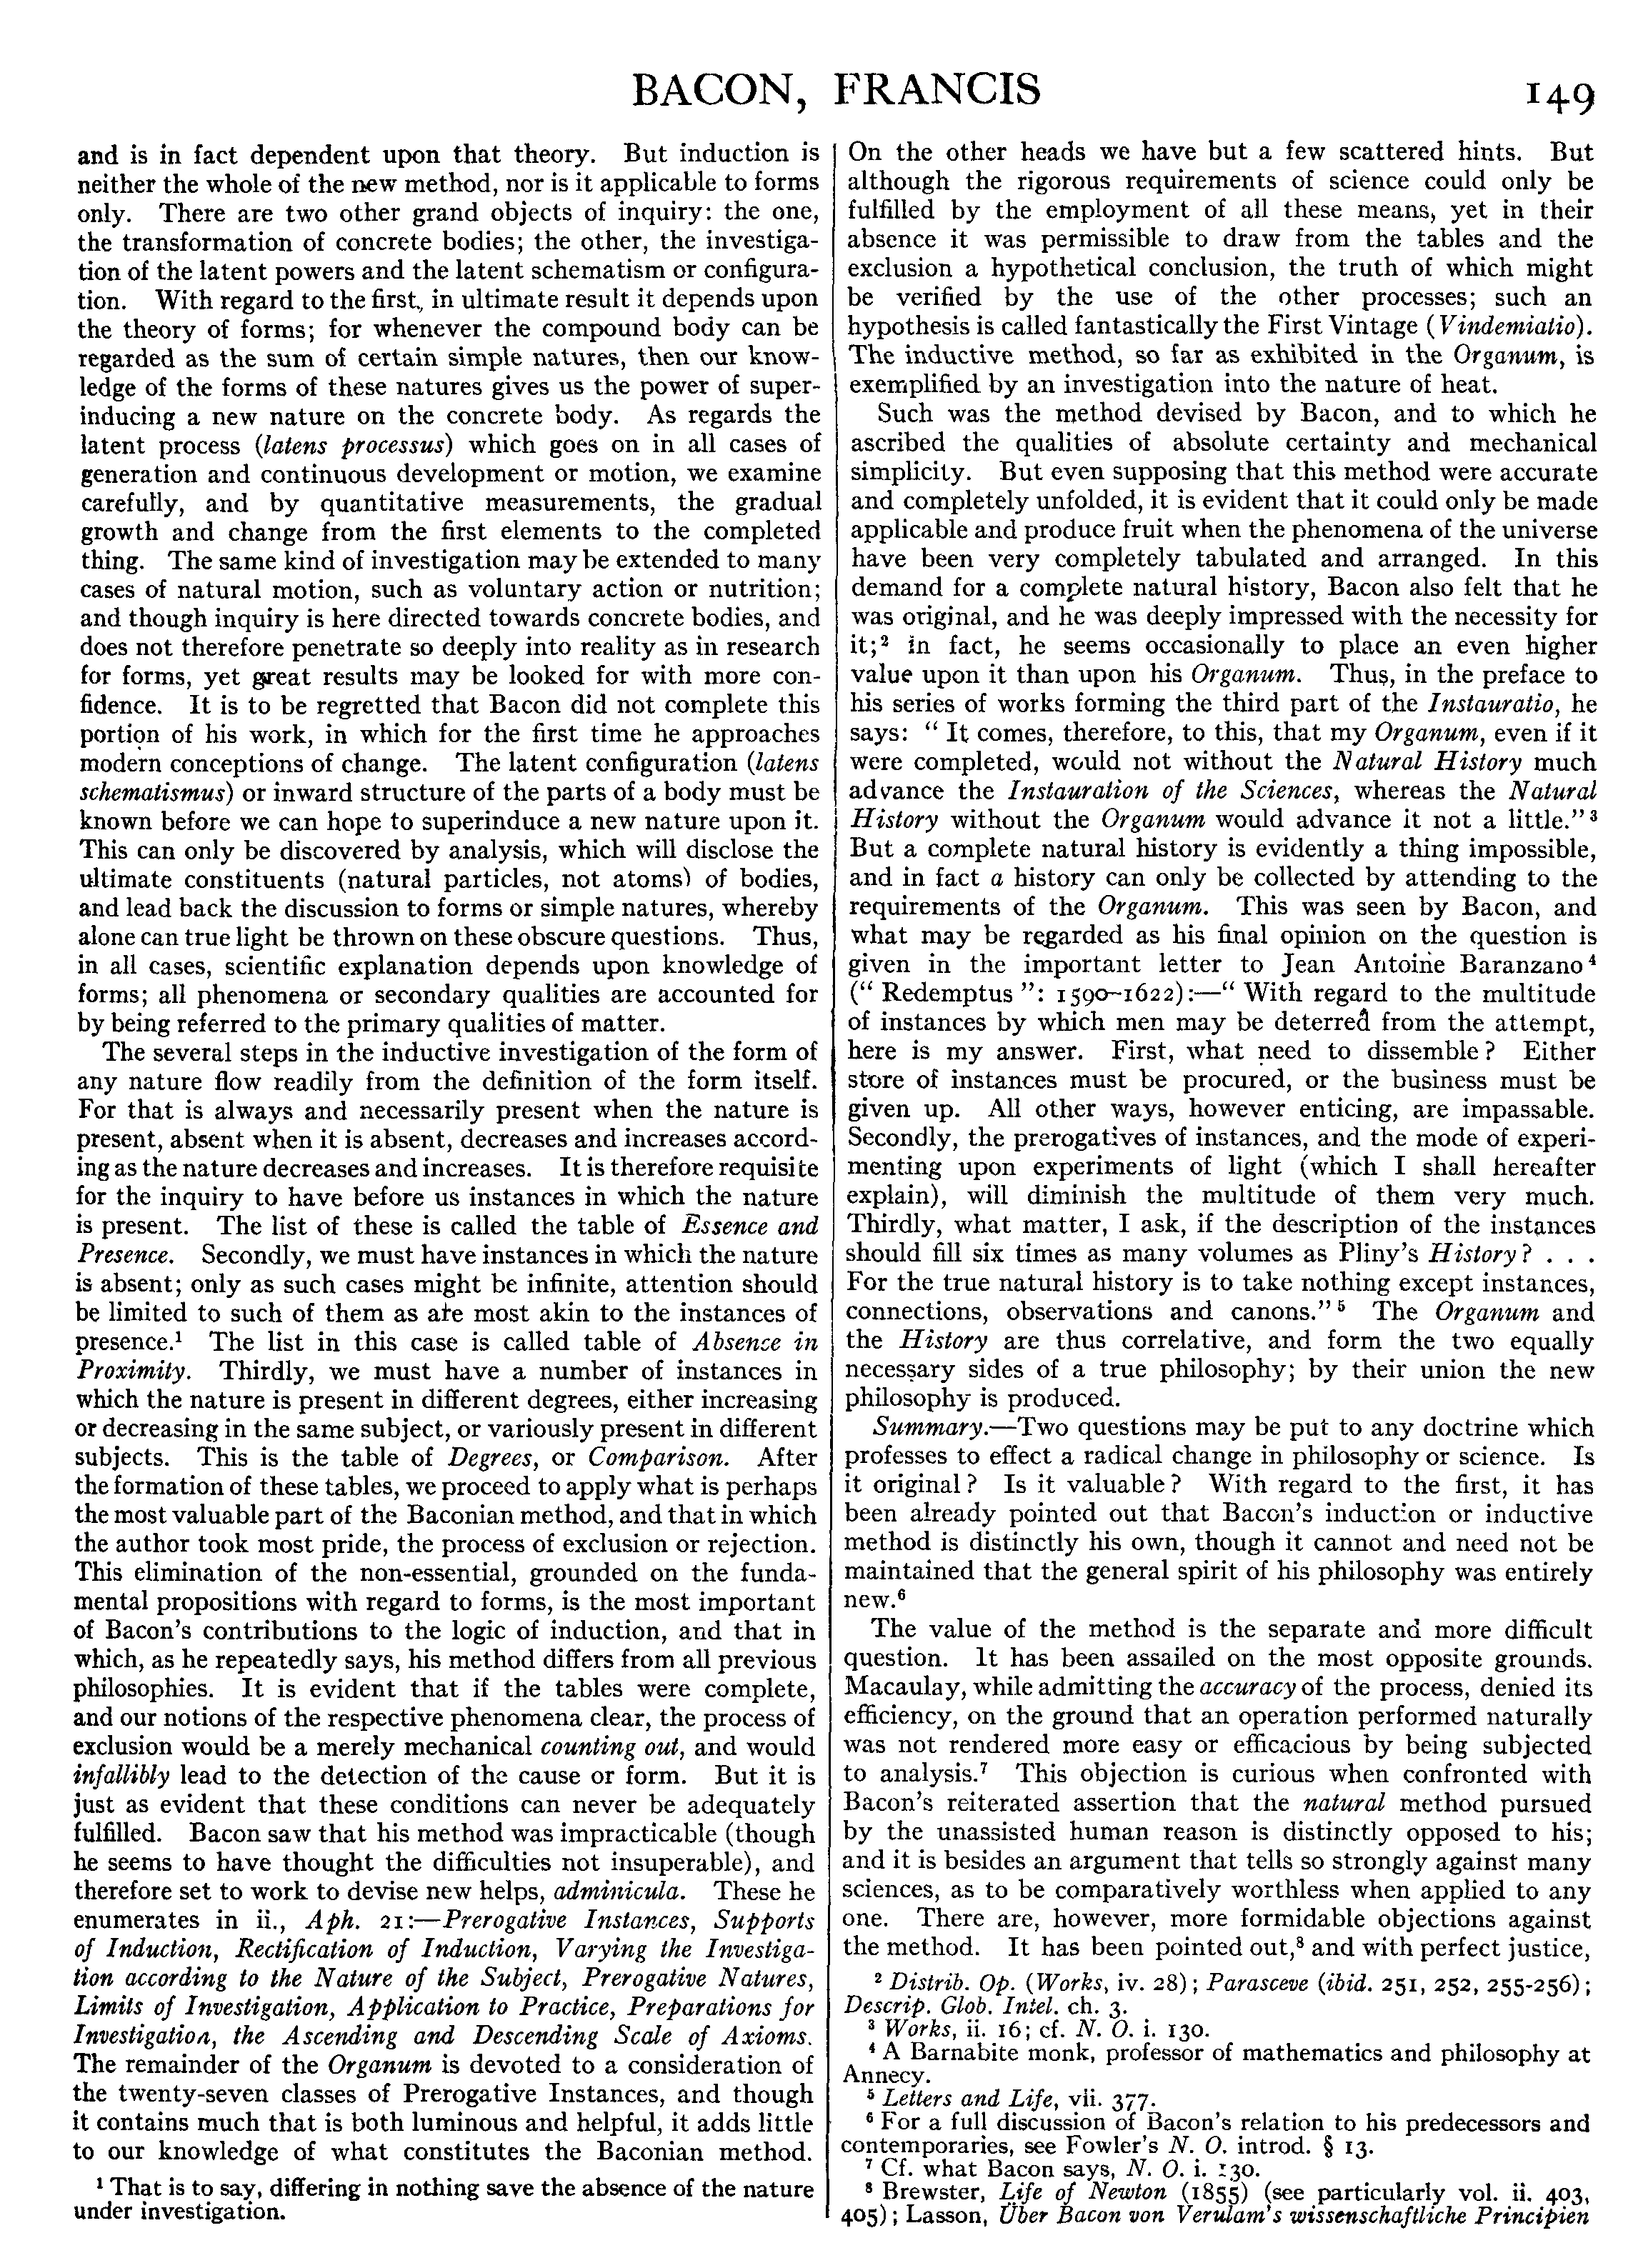 BACON, FRANCIS
149
and is in fact dependent upon that theory. But induction is
neither the whole of the new method, nor is it applicable to forms
only. There are two other grand objects of inquiry: the one,
the transformation of concrete bodies; the other, the investiga-
tion of the latent powers and the latent schematism or configura-
tion. With regard to the first, in ultimate result it depends upon
the theory of forms; for whenever the compound body can be
regarded as the sum of certain simple natures, then our know-
ledge of the forms of these natures gives us the power of super-
inducing a new nature on the concrete body. As regards the
latent process (latens processus) which goes on in all cases of
generation and continuous development or motion, we examine
carefully, and by quantitative measurements, the gradual
growth and change from the first elements to the completed
thing. The same kind of investigation may be extended to many
cases of natural motion, such as voluntary action or nutrition;
and though inquiry is here directed towards concrete bodies, and
does not therefore penetrate so deeply into reality as in research
for forms, yet great results may be looked for with more con-
fidence. It is to be regretted that Bacon did not complete this
portion of his work, in which for the first time he approaches
modern conceptions of change. The latent configuration (latens
schematismus) or inward structure of the parts of a body must be
known before we can hope to superinduce a new nature upon it.
This can only be discovered by analysis, which will disclose the
ultimate constituents (natural particles, not atoms) of bodies,
and lead back the discussion to forms or simple natures, whereby
alone can true light be thrown on these obscure questions. Thus,
in all cases, scientific explanation depends upon knowledge of
forms; all phenomena or secondary qualities are accounted for
by being referred to the primary qualities of matter.
The several steps in the inductive investigation of the form of
any nature flow readily from the definition of the form itself.
For that is always and necessarily present when the nature is
present, absent when it is absent, decreases and increases accord-
ing as the nature decreases and increases. It is therefore requisite
for the inquiry to have before us instances in which the nature
is present. The list of these is called the table of Essence and
Presence. Secondly, we must have instances in which the nature
is absent; only as such cases might be infinite, attention should
be limited to such of them as are most akin to the instances of
presence.¹ The list in this case is called table of Absence in
Proximity. Thirdly, we must have a number of instances in
which the nature is present in different degrees, either increasing
or decreasing in the same subject, or variously present in different
subjects. This is the table of Degrees, or Comparison. After
the formation of these tables, we proceed to apply what is perhaps
the most valuable part of the Baconian method, and that in which
the author took most pride, the process of exclusion or rejection.
This elimination of the non-essential, grounded on the funda-
mental propositions with regard to forms, is the most important
of Bacon's contributions to the logic of induction, and that in
which, as he repeatedly says, his method differs from all previous
philosophies. It is evident that if the tables were complete,
and our notions of the respective phenomena clear, the process of
exclusion would be a merely mechanical counting out, and would
infallibly lead to the detection of the cause or form. But it is
just as evident that these conditions can never be adequately
fulfilled. Bacon saw that his method was impracticable (though
he seems to have thought the difficulties not insuperable), and
therefore set to work to devise new helps, adminicula. These he
enumerates in ii., Aph. 21:—Prerogative Instances, Supports
of Induction, Rectification of Induction, Varying the Investiga-
tion according to the Nature of the Subject, Prerogative Natures,
Limits of Investigation, Application to Practice, Preparations for
Investigation, the Ascending and Descending Scale of Axioms.
The remainder of the Organum is devoted to a consideration of
the twenty-seven classes of Prerogative Instances, and though
it contains much that is both luminous and helpful, it adds little
to our knowledge of what constitutes the Baconian method.
¹ That is to say, differing in nothing save the absence of the nature
under investigation.
On the other heads we have but a few scattered hints. But
although the rigorous requirements of science could only be
fulfilled by the employment of all these means, yet in their
absence it was permissible to draw from the tables and the
exclusion a hypothetical conclusion, the truth of which might
be verified by the use of the other processes; such an
hypothesis is called fantastically the First Vintage (Vindemiatio).
The inductive method, so far as exhibited in the Organum, is
exemplified by an investigation into the nature of heat.
Such was the method devised by Bacon, and to which he
ascribed the qualities of absolute certainty and mechanical
simplicity. But even supposing that this method were accurate
and completely unfolded, it is evident that it could only be made
applicable and produce fruit when the phenomena of the universe
have been very completely tabulated and arranged. In this
demand for a complete natural history, Bacon also felt that he
was original, and he was deeply impressed with the necessity for
it;² in fact, he seems occasionally to place an even higher
value upon it than upon his Organum. Thus, in the preface to
his series of works forming the third part of the Instauratio, he
says: “ It comes, therefore, to this, that my Organum, even if it
were completed, would not without the Natural History much
advance the Instauration of the Sciences, whereas the Natural
History without the Organum would advance it not a little.” ³
But a complete natural history is evidently a thing impossible,
and in fact a history can only be collected by attending to the
requirements of the Organum. This was seen by Bacon, and
what may be regarded as his final opinion on the question is
given in the important letter to Jean Antoine Baranzano ⁴
(“ Redemptus ”: 1590–1622):—“ With regard to the multitude
of instances by which men may be deterred from the attempt,
here is my answer. First, what need to dissemble? Either
store of instances must be procured, or the business must be
given up. All other ways, however enticing, are impassable.
Secondly, the prerogatives of instances, and the mode of experi-
menting upon experiments of light (which I shall hereafter
explain), will diminish the multitude of them very much.
Thirdly, what matter, I ask, if the description of the instances
should fill six times as many volumes as Pliny's History? . . .
For the true natural history is to take nothing except instances,
connections, observations and canons.” ⁵ The Organum and
the History are thus correlative, and form the two equally
necessary sides of a true philosophy; by their union the new
philosophy is produced.
Summary.—Two questions may be put to any doctrine which
professes to effect a radical change in philosophy or science. Is
it original? Is it valuable? With regard to the first, it has
been already pointed out that Bacon's induction or inductive
method is distinctly his own, though it cannot and need not be
maintained that the general spirit of his philosophy was entirely
new.⁶
The value of the method is the separate and more difficult
question. It has been assailed on the most opposite grounds.
Macaulay, while admitting the accuracy of the process, denied its
efficiency, on the ground that an operation performed naturally
was not rendered more easy or efficacious by being subjected
to analysis.⁷ This objection is curious when confronted with
Bacon's reiterated assertion that the natural method pursued
by the unassisted human reason is distinctly opposed to his;
and it is besides an argument that tells so strongly against many
sciences, as to be comparatively worthless when applied to any
one. There are, however, more formidable objections against
the method. It has been pointed out,⁸ and with perfect justice,
² Distrib. Op. (Works, iv. 28); Parasceve (ibid. 251, 252, 255-256);
Descrip. Glob. Intel. ch. 3.
³ Works, ii. 16; cf. N. O. i. 130.
⁴ A Barnabite monk, professor of mathematics and philosophy at
Annecy.
⁵ Letters and Life, vii. 377.
⁶ For a full discussion of Bacon's relation to his predecessors and
contemporaries, see Fowler's N. O. introd. § 13.
⁷ Cf. what Bacon says, N. O. i. 130.
⁸ Brewster, Life of Newton (1855) (see particularly vol. ii. 403,
405); Lasson, Über Bacon von Verulam's wissenschaftliche Principien